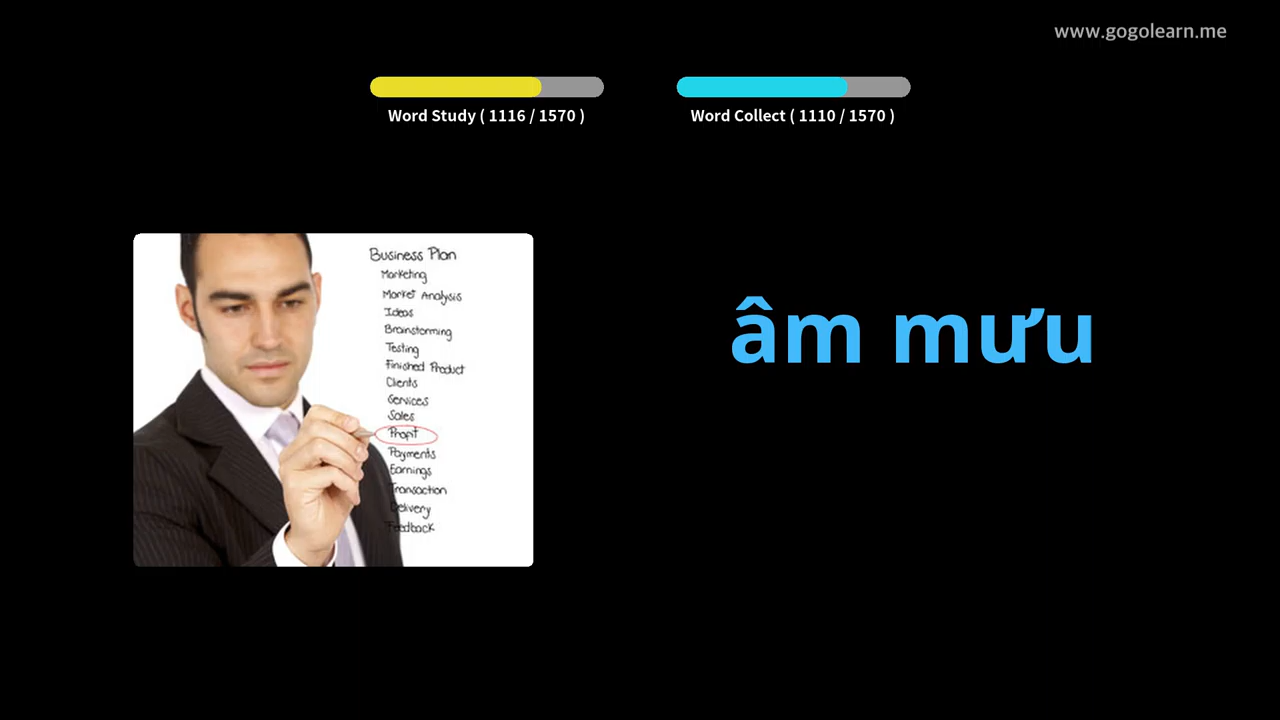 www.gogolearn.me
Word Study ( 1116 / 1570 )
Word Collect ( 1110 / 1570 )
Business Plan
Marketing
Market Analysis
Ideas
Brainstorming
Testing
Finished Product
Clients
Services
Sales
Profit
Payments
Earnings
Transaction
Delivery
Feedback
âm mưu